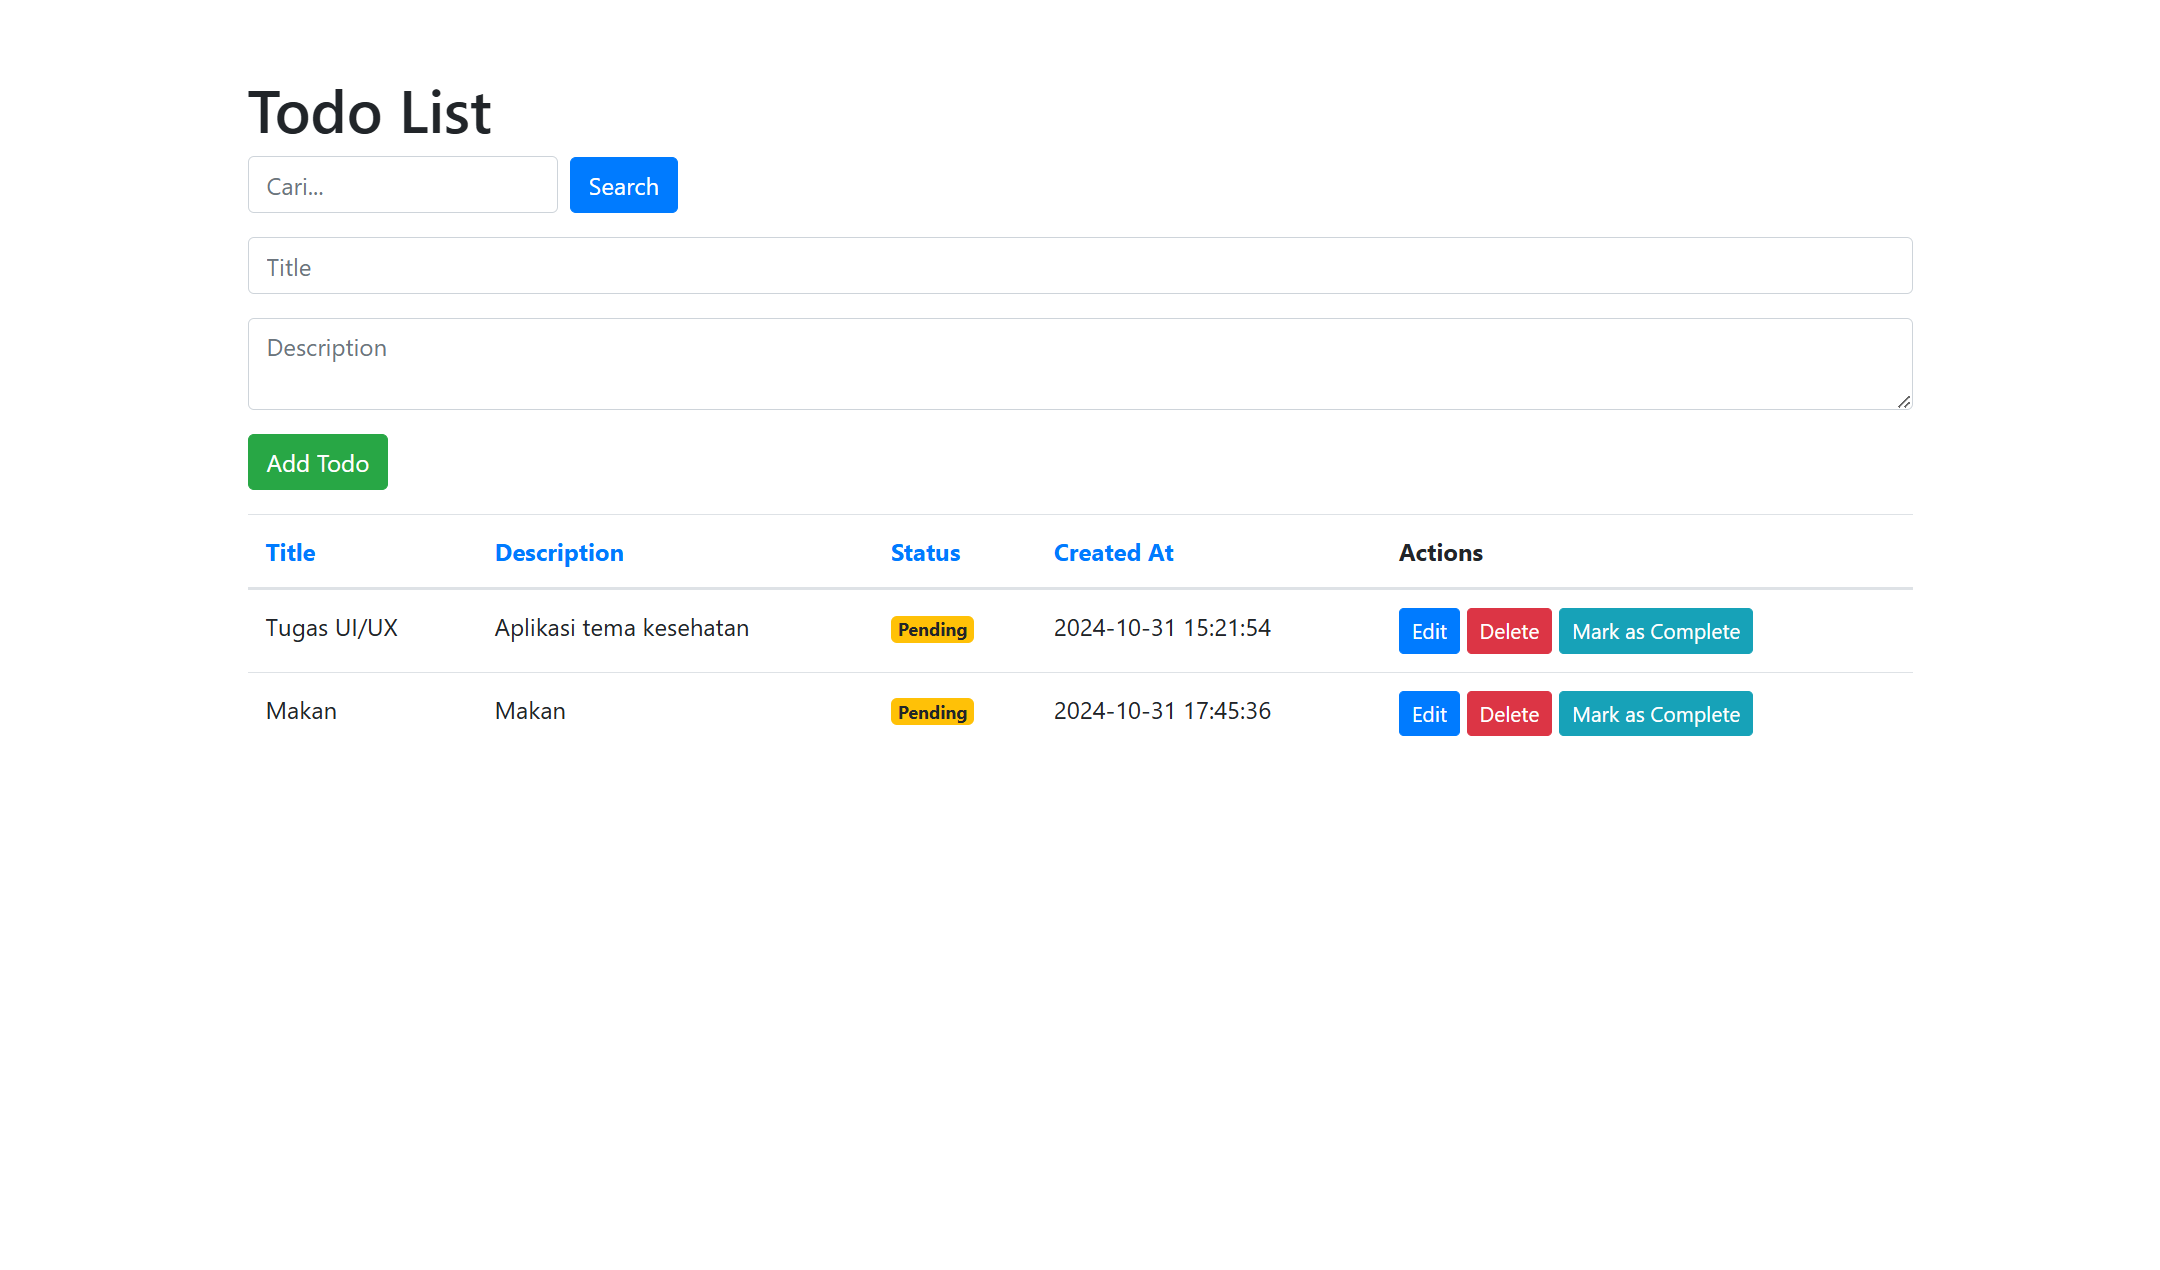 Todo List
Cari... Search
Title
Description
Add Todo
Title Description Status Created At Actions
Tugas UI/UX Aplikasi tema kesehatan Pending 2024-10-31 15:21:54 Edit Delete Mark as Complete
Makan Makan Pending 2024-10-31 17:45:36 Edit Delete Mark as Complete